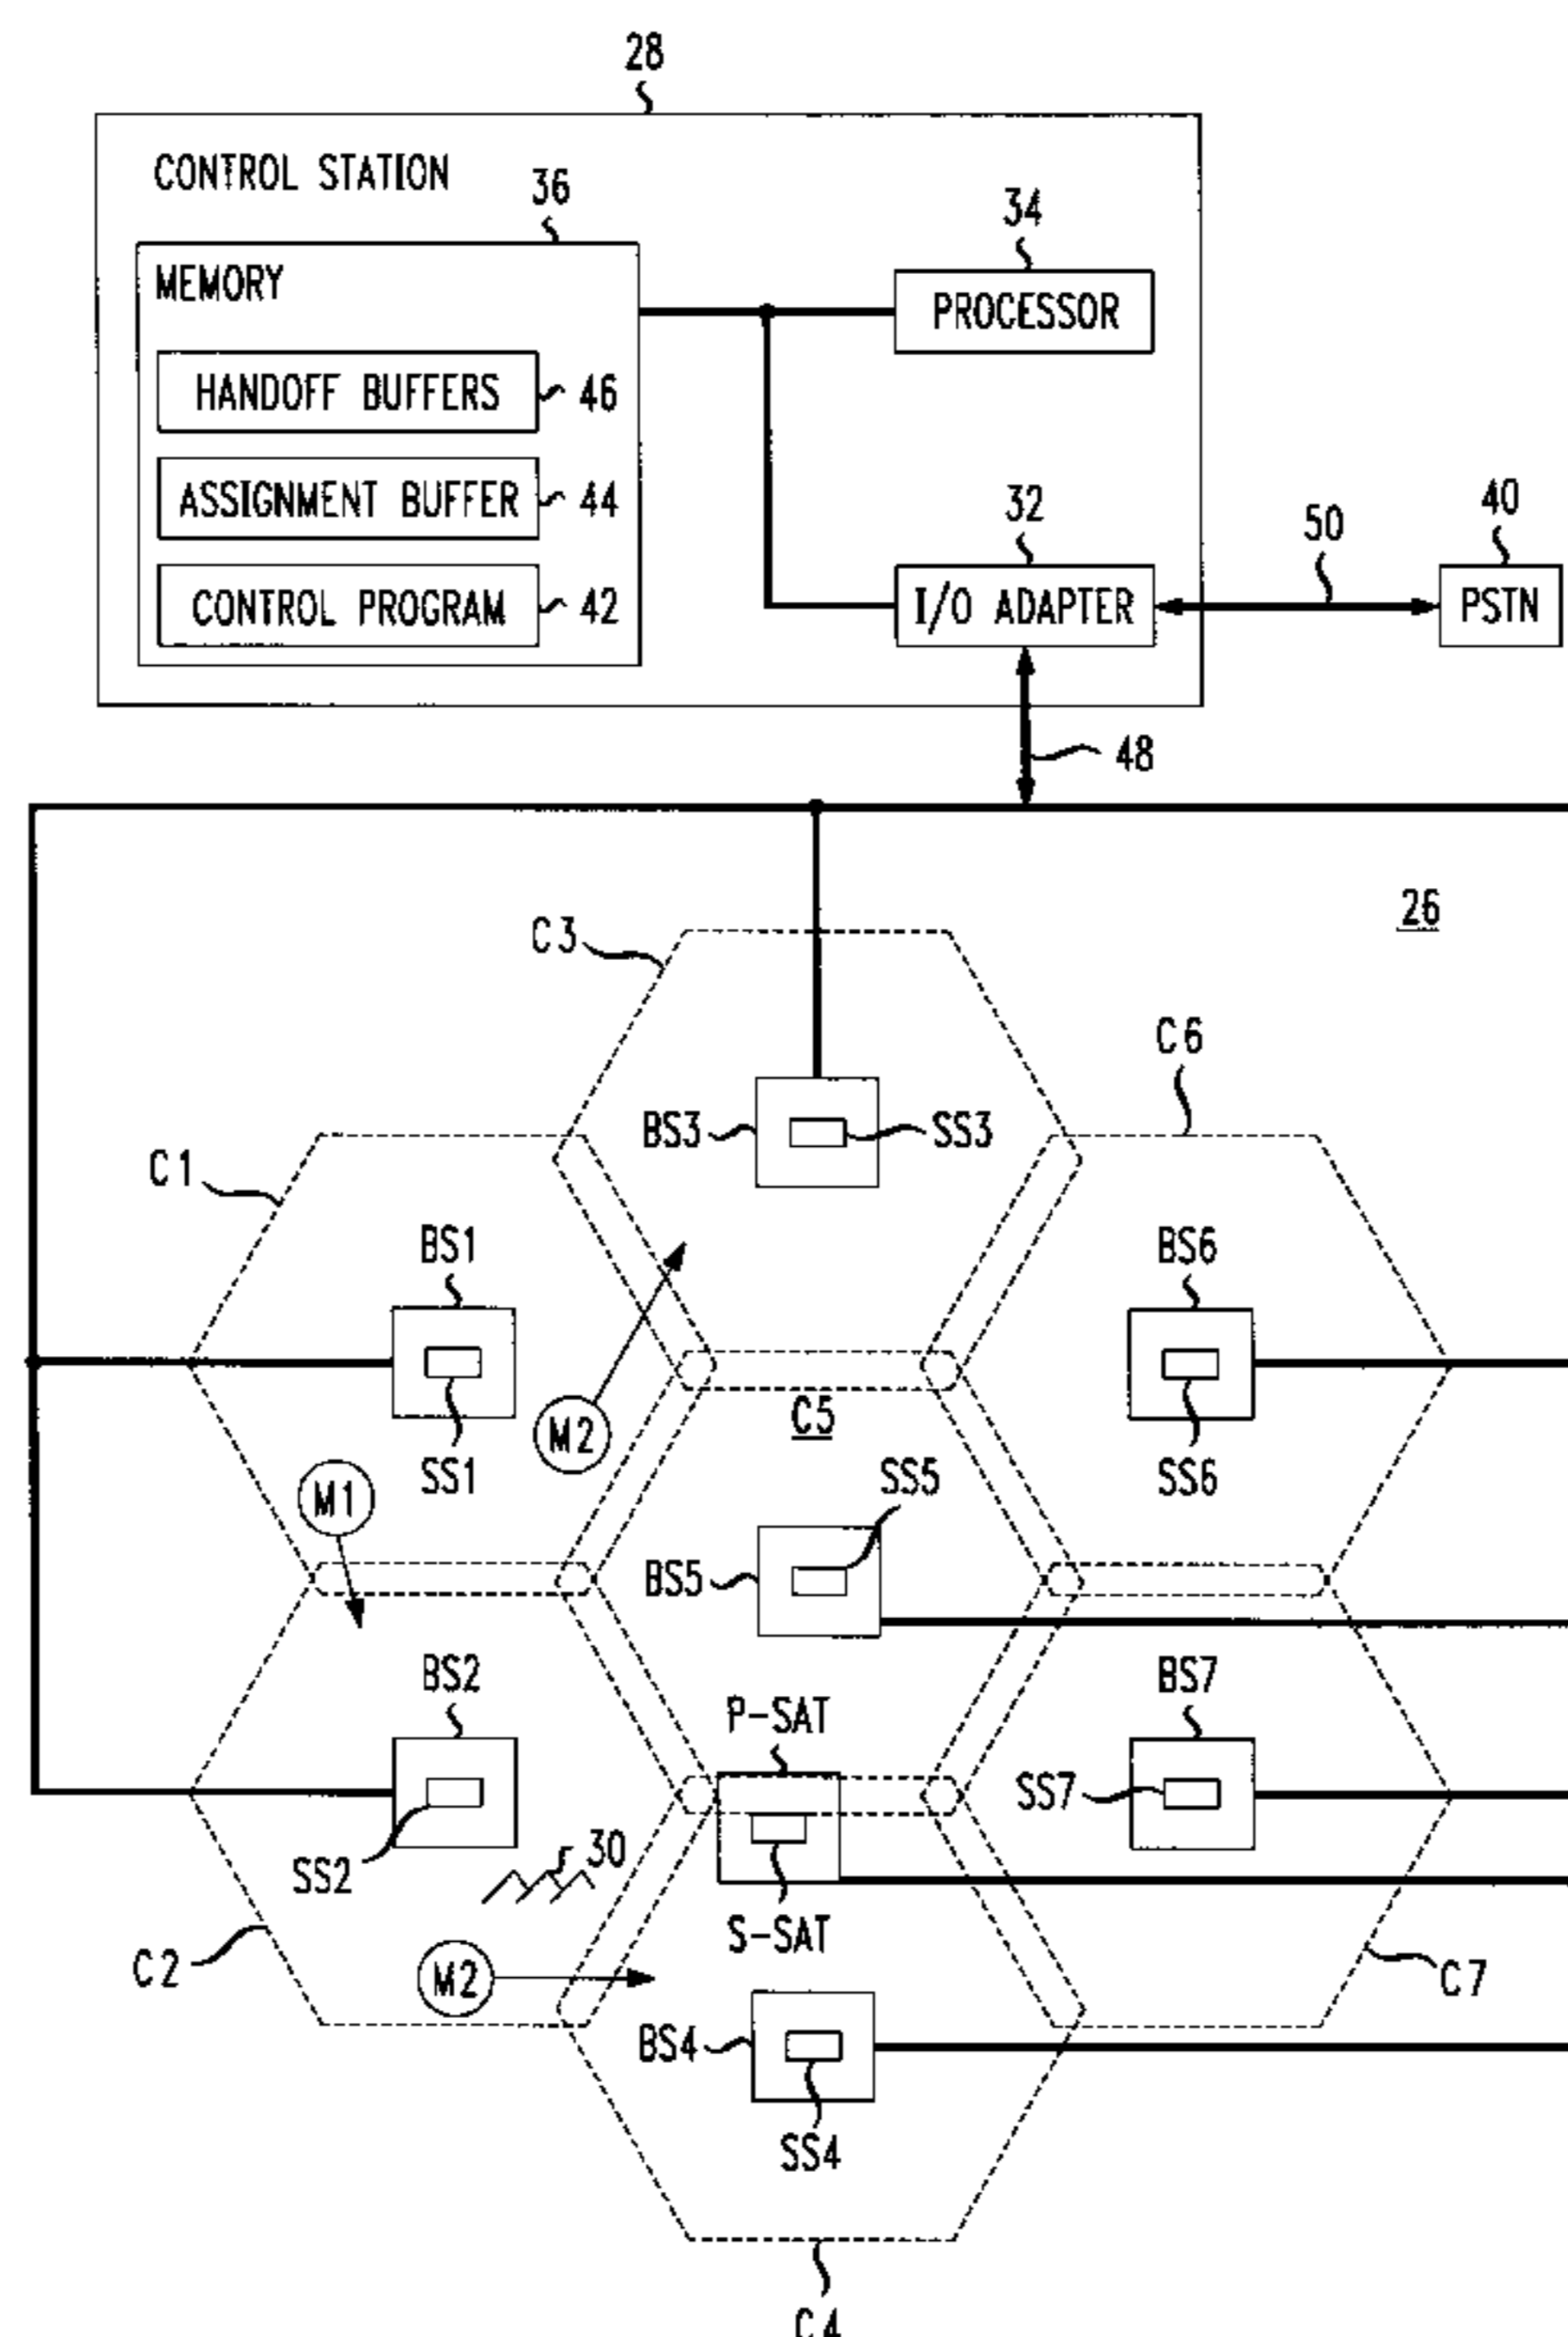 28
CONTROL STATION
36
34
MEMORY
PROCESSOR
HANDOFF BUFFERS
46
ASSIGNMENT BUFFER
44
32
50
40
CONTROL PROGRAM
42
I/O ADAPTER
PSTN
48
26
C3
C6
BS3
SS3
C1
BS1
BS6
C5
M2
SS1
SS5
SS6
M1
BS5
BS2
BS7
P-SAT
SS7
30
SS2
S-SAT
C2
M2
C7
BS4
SS4
C4